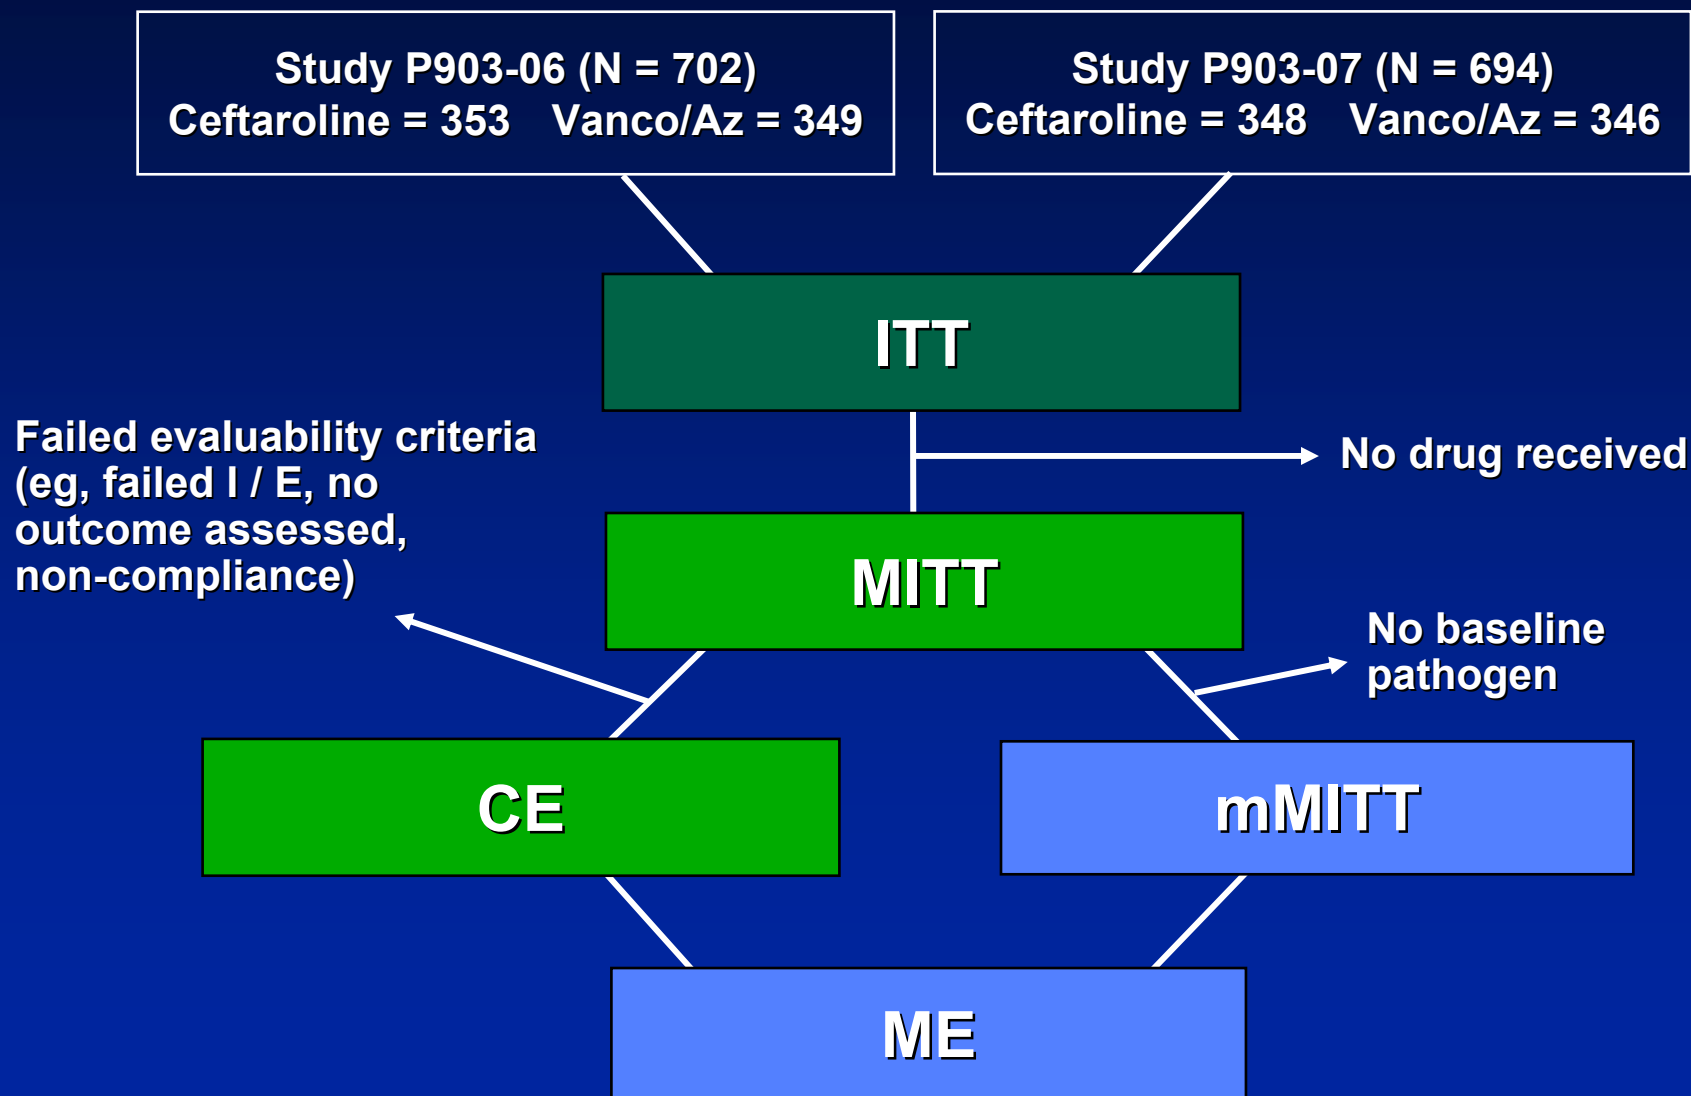 Study P903-06 (N = 702)
Ceftaroline = 353 Vanco/Az = 349
Study P903-07 (N = 694)
Ceftaroline = 348 Vanco/Az = 346
ITT
Failed evaluability criteria
(eg, failed I / E, no
outcome assessed,
non-compliance)
No drug received
MITT
No baseline
pathogen
CE
mMITT
ME